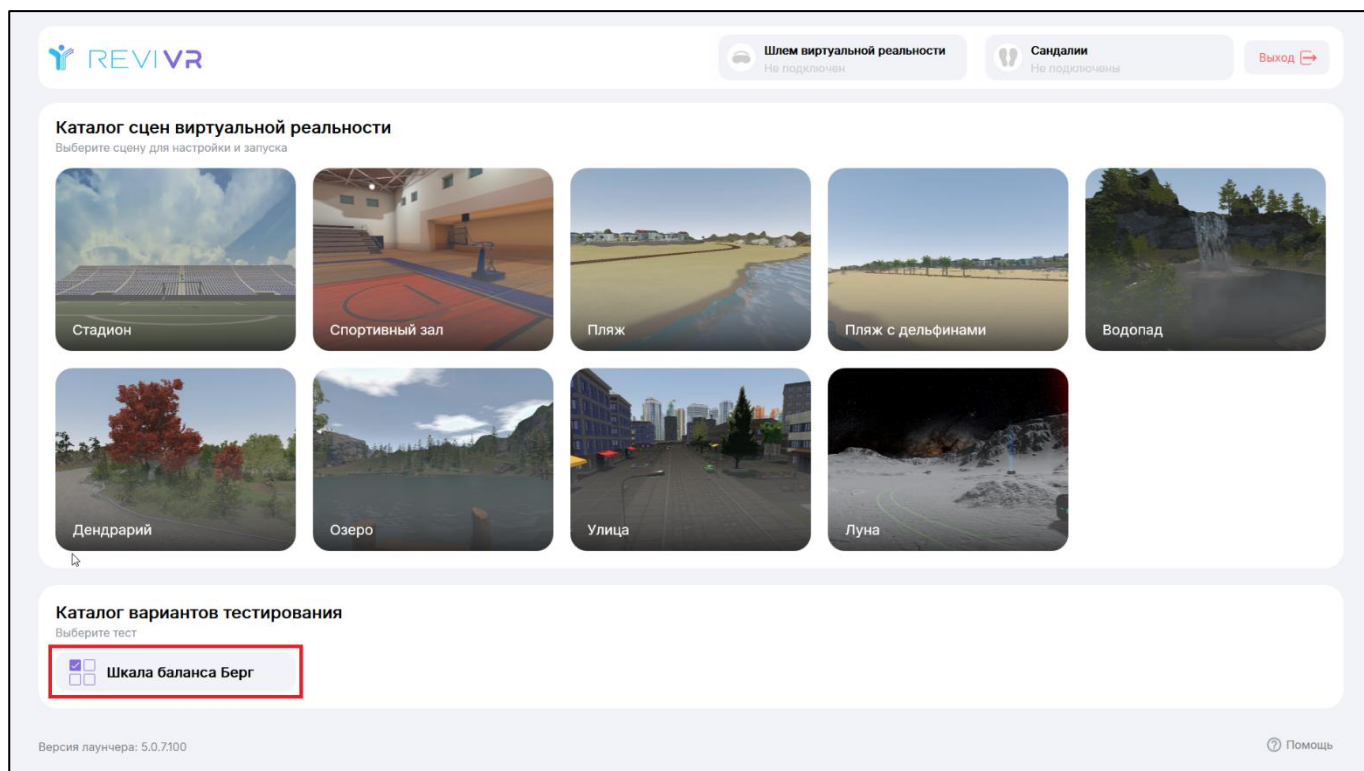 REVIVR
Шлем виртуальной реальности
Не подключен
Сандалии
Не подключены
Выход
Каталог сцен виртуальной реальности
Выберите сцену для настройки и запуска
Стадион
Спортивный зал
Пляж
Пляж с дельфинами
Водопад
Дендрарий
Озеро
Улица
Луна
Каталог вариантов тестирования
Выберите тест
Шкала баланса Берг
Версия лаунчера: 5.0.7.100
Помощь